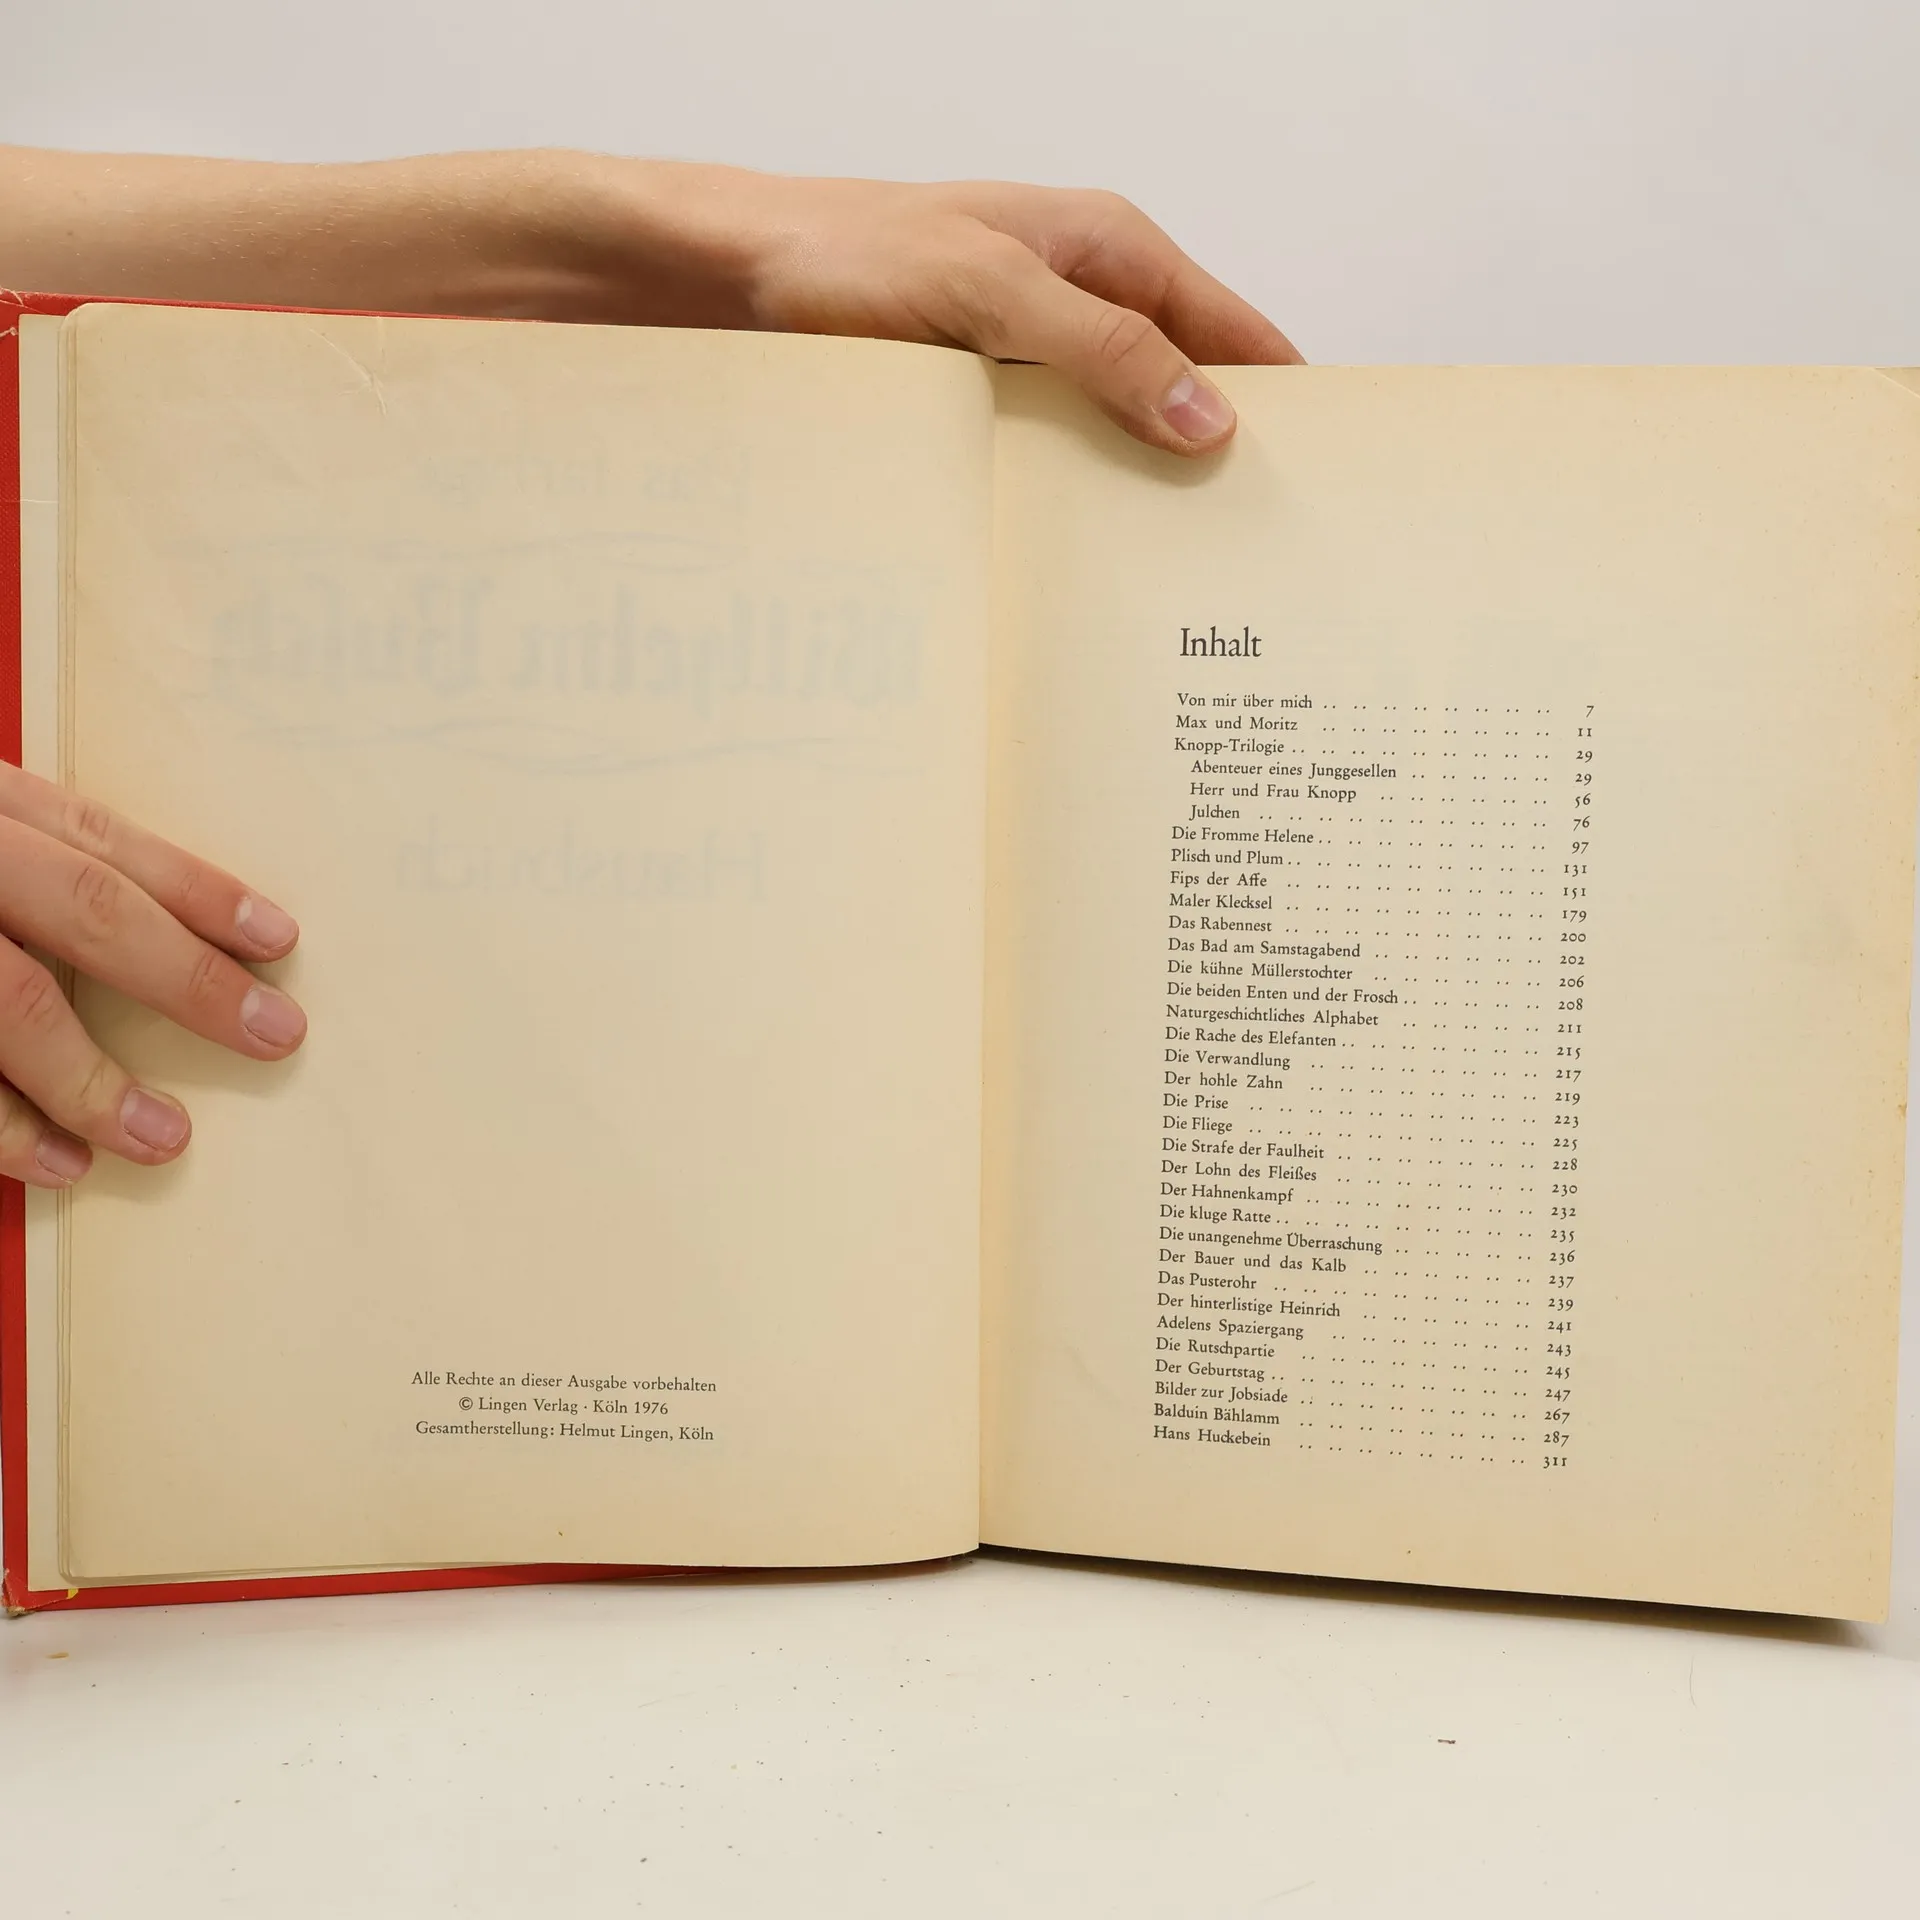 Das farbige
Wilhelm Busch
Hausbuch
Alle Rechte an dieser Ausgabe vorbehalten
© Lingen Verlag · Köln 1976
Gesamtherstellung: Helmut Lingen, Köln
Inhalt
Von mir über mich .. .. .. .. .. .. .. .. 7
Max und Moritz .. .. .. .. .. .. .. .. 11
Knopp-Trilogie .. .. .. .. .. .. .. .. .. 29
Abenteuer eines Junggesellen .. .. .. .. .. 29
Herr und Frau Knopp .. .. .. .. .. .. 56
Julchen .. .. .. .. .. .. .. .. .. .. 76
Die Fromme Helene .. .. .. .. .. .. .. .. 97
Plisch und Plum .. .. .. .. .. .. .. .. .. 131
Fips der Affe .. .. .. .. .. .. .. .. .. 151
Maler Klecksel .. .. .. .. .. .. .. .. .. 179
Das Rabennest .. .. .. .. .. .. .. .. .. 200
Das Bad am Samstagabend .. .. .. .. .. .. 202
Die kühne Müllerstochter .. .. .. .. .. .. 206
Die beiden Enten und der Frosch .. .. .. .. .. 208
Naturgeschichtliches Alphabet .. .. .. .. .. 211
Die Rache des Elefanten .. .. .. .. .. .. .. 215
Die Verwandlung .. .. .. .. .. .. .. .. 217
Der hohle Zahn .. .. .. .. .. .. .. .. 219
Die Prise .. .. .. .. .. .. .. .. .. .. 223
Die Fliege .. .. .. .. .. .. .. .. .. .. 225
Die Strafe der Faulheit .. .. .. .. .. .. .. 228
Der Lohn des Fleißes .. .. .. .. .. .. .. 230
Der Hahnenkampf .. .. .. .. .. .. .. .. 232
Die kluge Ratte .. .. .. .. .. .. .. .. .. 235
Die unangenehme Überraschung .. .. .. .. .. 236
Der Bauer und das Kalb .. .. .. .. .. .. 237
Das Pusterohr .. .. .. .. .. .. .. .. .. 239
Der hinterlistige Heinrich .. .. .. .. .. .. 241
Adelens Spaziergang .. .. .. .. .. .. .. 243
Die Rutschpartie .. .. .. .. .. .. .. .. 245
Der Geburtstag .. .. .. .. .. .. .. .. .. 247
Bilder zur Jobsiade .. .. .. .. .. .. .. .. 267
Balduin Bählamm .. .. .. .. .. .. .. .. 287
Hans Huckebein .. .. .. .. .. .. .. .. 311